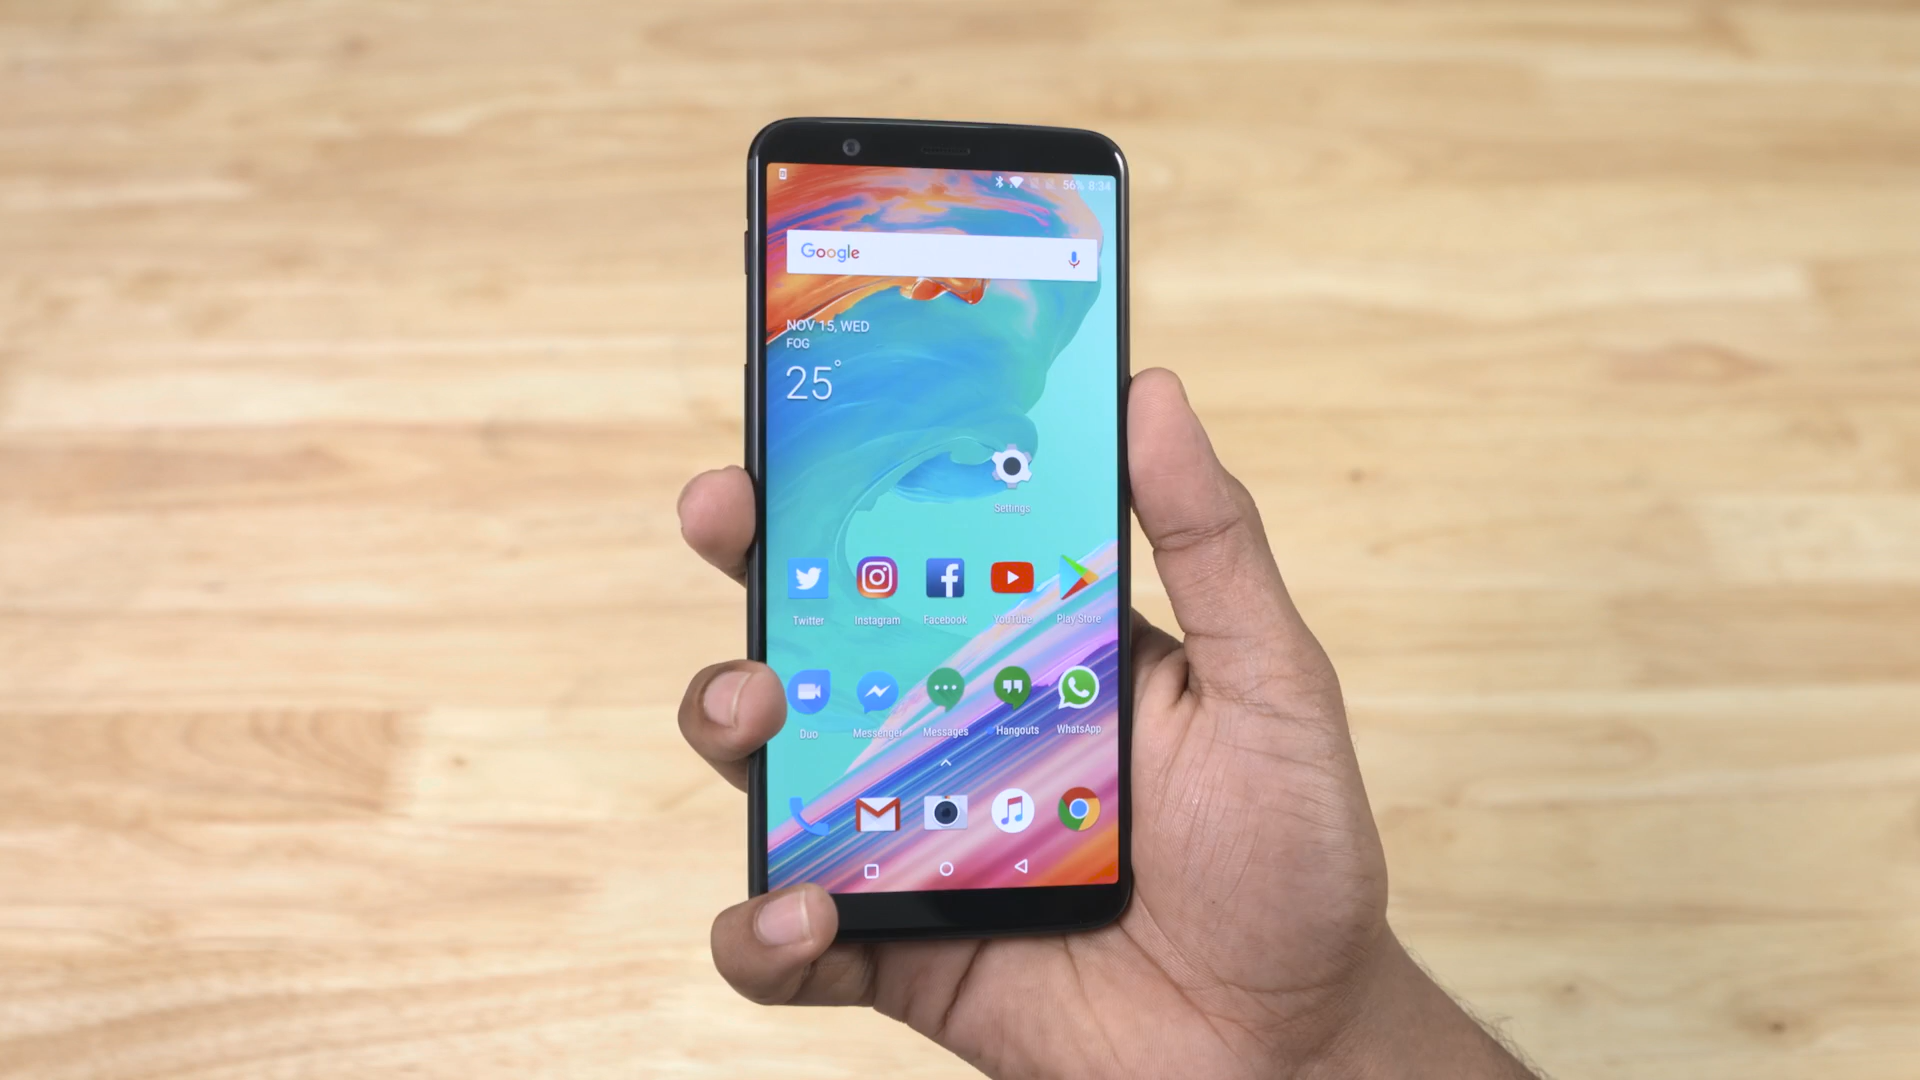 56% 8:34
Google
NOV 15, WED
FOG
25°
Settings
Twitter Instagram Facebook YouTube Play Store
Duo Messenger Messages Hangouts WhatsApp